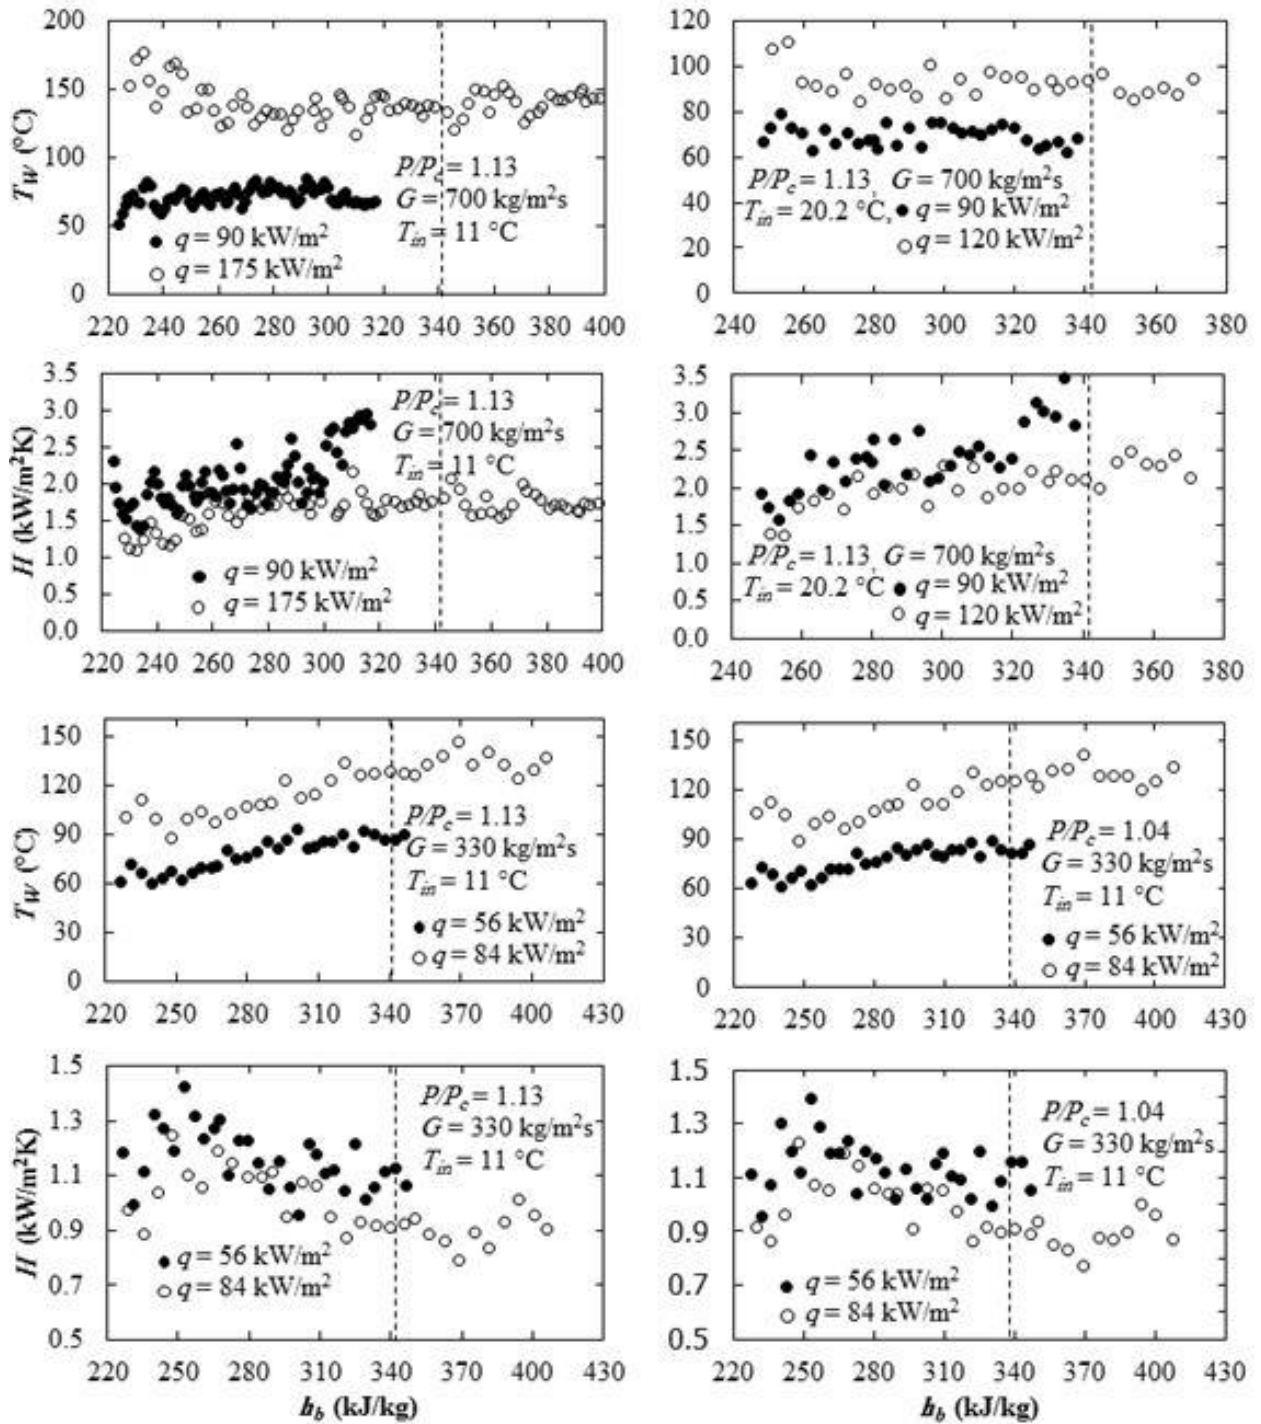 200
150
100
50
0
T_W (°C)
P/P_c = 1.13
G = 700 kg/m²s
T_in = 11 °C
q = 90 kW/m²
q = 175 kW/m²
220 240 260 280 300 320 340 360 380 400
120
100
80
60
40
20
0
T_W (°C)
P/P_c = 1.13, G = 700 kg/m²s
T_in = 20.2 °C, q = 90 kW/m²
q = 120 kW/m²
240 260 280 300 320 340 360 380
3.5
3.0
2.5
2.0
1.5
1.0
0.5
0.0
H (kW/m²K)
P/P_c = 1.13
G = 700 kg/m²s
T_in = 11 °C
q = 90 kW/m²
q = 175 kW/m²
220 240 260 280 300 320 340 360 380 400
3.5
3.0
2.5
2.0
1.5
1.0
0.5
0.0
H (kW/m²K)
P/P_c = 1.13, G = 700 kg/m²s
T_in = 20.2 °C q = 90 kW/m²
q = 120 kW/m²
240 260 280 300 320 340 360 380
150
120
90
60
30
0
T_W (°C)
P/P_c = 1.13
G = 330 kg/m²s
T_in = 11 °C
q = 56 kW/m²
q = 84 kW/m²
220 250 280 310 340 370 400 430
150
120
90
60
30
0
T_W (°C)
P/P_c = 1.04
G = 330 kg/m²s
T_in = 11 °C
q = 56 kW/m²
q = 84 kW/m²
220 250 280 310 340 370 400 430
1.5
1.3
1.1
0.9
0.7
0.5
H (kW/m²K)
P/P_c = 1.13
G = 330 kg/m²s
T_in = 11 °C
q = 56 kW/m²
q = 84 kW/m²
220 250 280 310 340 370 400 430
h_b (kJ/kg)
1.5
1.3
1.1
0.9
0.7
0.5
H (kW/m²K)
P/P_c = 1.04
G = 330 kg/m²s
T_in = 11 °C
q = 56 kW/m²
q = 84 kW/m²
220 250 280 310 340 370 400 430
h_b (kJ/kg)